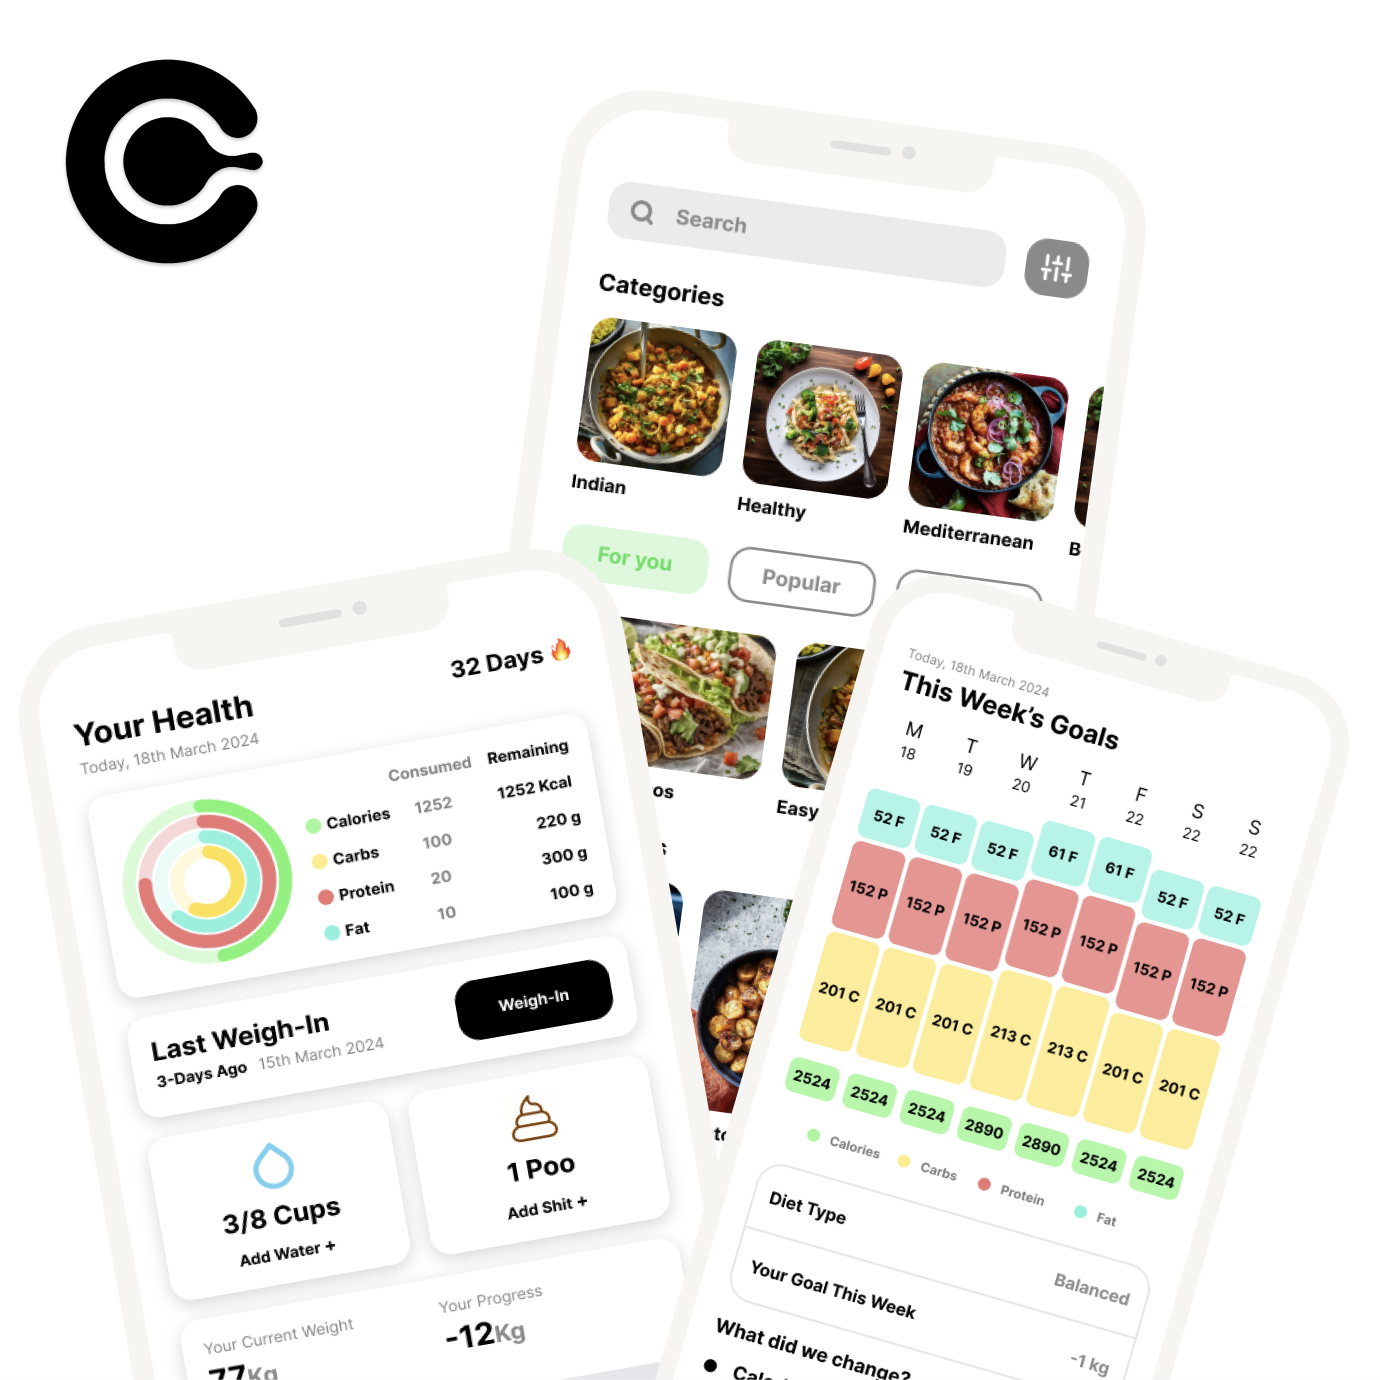 Search
Categories
Indian
Healthy
Mediterranean
B
For you
Popular
os
Easy
s
to
32 Days 🔥
Your Health
Today, 18th March 2024
Consumed Remaining
Calories 1252 1252 Kcal
Carbs 100 220 g
Protein 20 300 g
Fat 10 100 g
Last Weigh-In
3-Days Ago 15th March 2024
Weigh-In
3/8 Cups
Add Water +
1 Poo
Add Shit +
Your Current Weight
77Kg
Your Progress
-12Kg
Today, 18th March 2024
This Week's Goals
M T W T F S S
18 19 20 21 22 22 22
52 F 52 F 52 F 61 F 61 F 52 F 52 F
152 P 152 P 152 P 152 P 152 P 152 P 152 P
201 C 201 C 201 C 213 C 213 C 201 C 201 C
2524 2524 2524 2890 2890 2524 2524
Calories Carbs Protein Fat
Diet Type Balanced
Your Goal This Week -1 kg
What did we change?